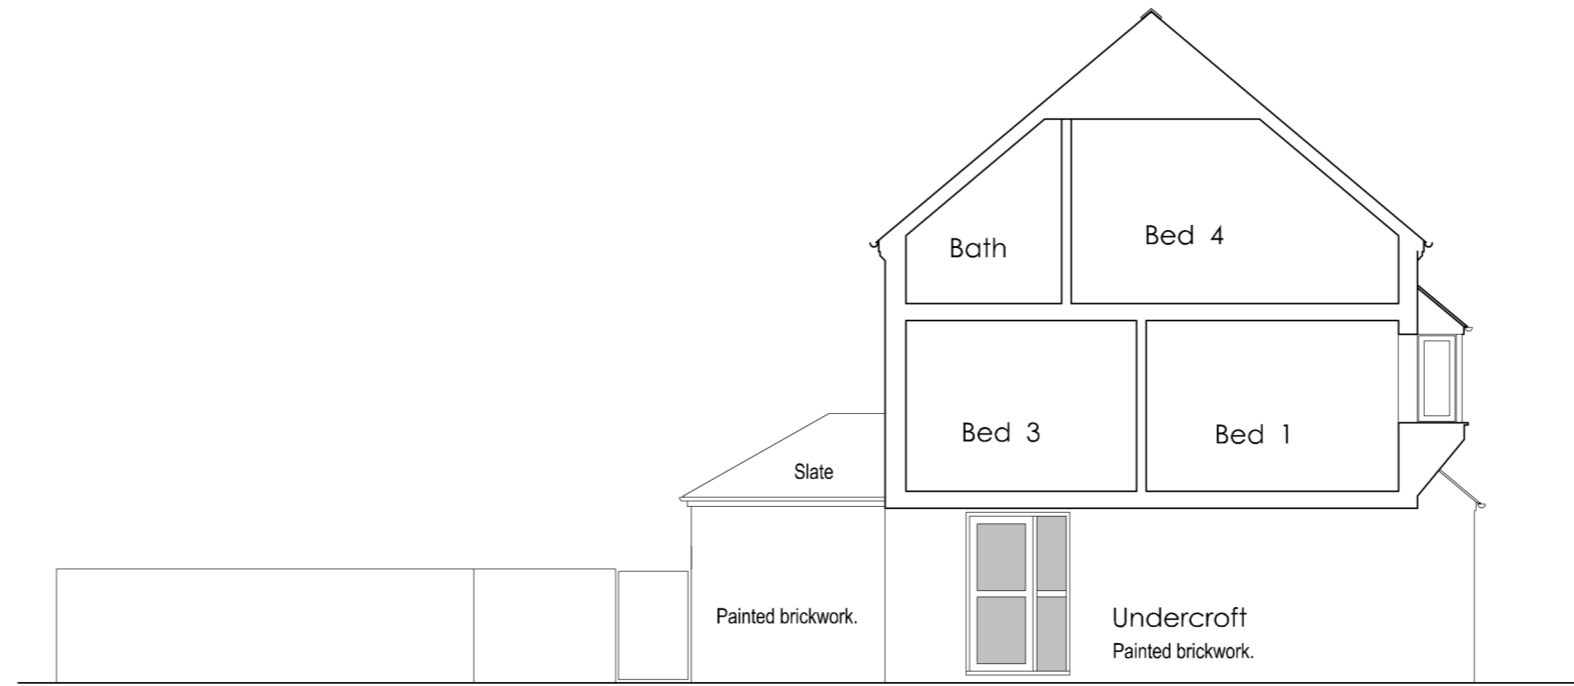 Bath
Bed 4
Bed 3
Bed 1
Slate
Painted brickwork.
Undercroft
Painted brickwork.